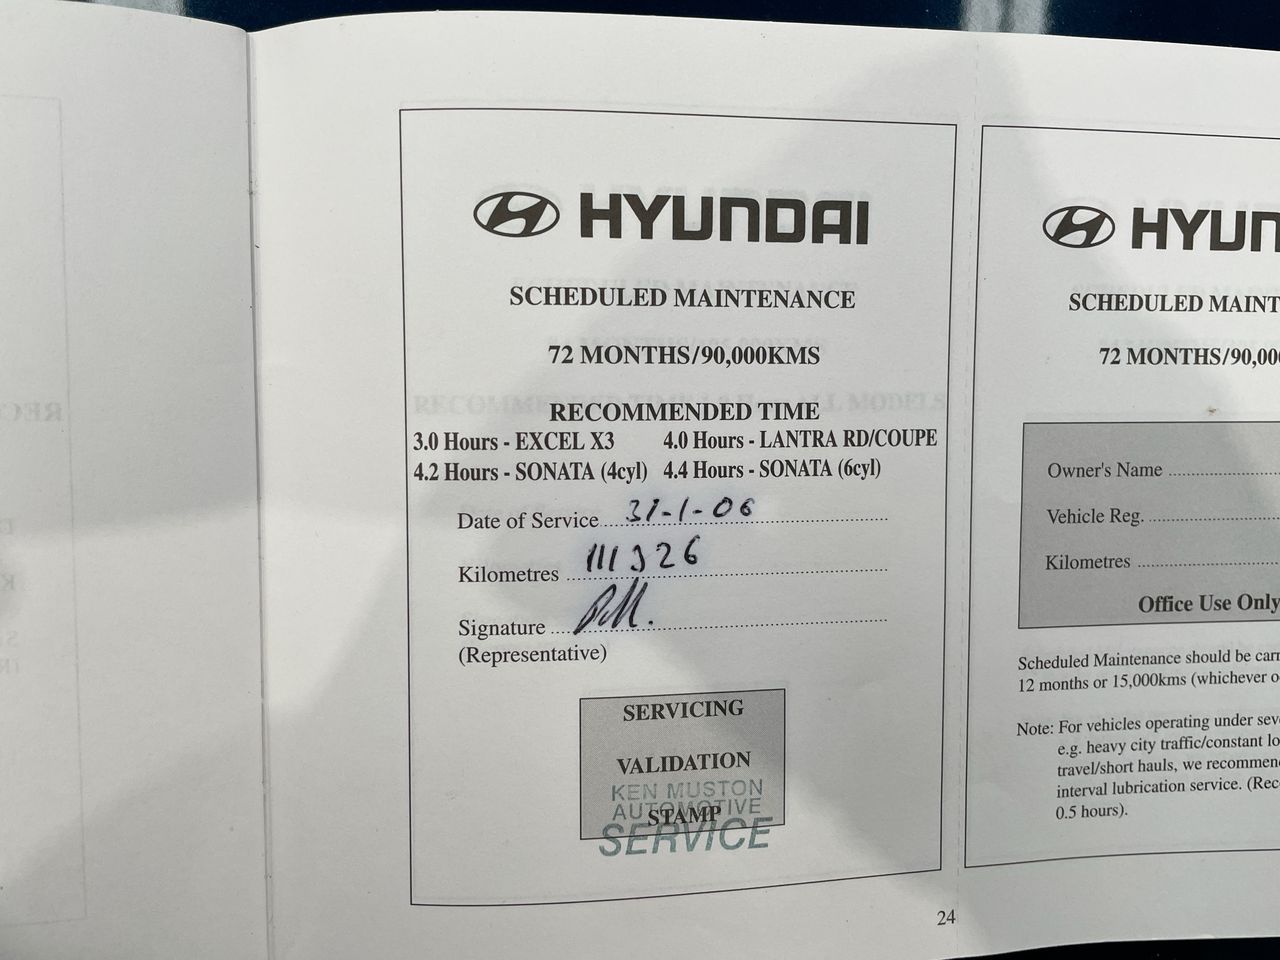 HYUNDAI
SCHEDULED MAINTENANCE
72 MONTHS/90,000KMS
RECOMMENDED TIME
3.0 Hours - EXCEL X3 4.0 Hours - LANTRA RD/COUPE
4.2 Hours - SONATA (4cyl) 4.4 Hours - SONATA (6cyl)
Date of Service 31-1-06
Kilometres 111326
Signature
(Representative)
SERVICING
VALIDATION
STAMP
KEN MUSTON
AUTOMOTIVE
SERVICE
24
HYUN
SCHEDULED MAINT
72 MONTHS/90,00
Owner's Name
Vehicle Reg.
Kilometres
Office Use Only
Scheduled Maintenance should be carr
12 months or 15,000kms (whichever o
Note: For vehicles operating under sev
e.g. heavy city traffic/constant lo
travel/short hauls, we recommen
interval lubrication service. (Rec
0.5 hours).